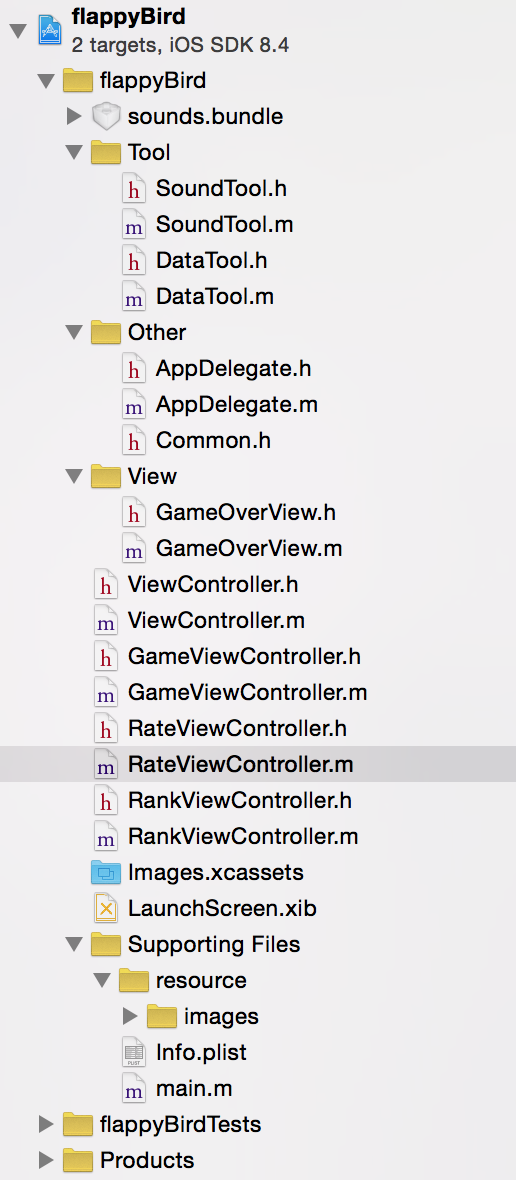 flappyBird
2 targets, iOS SDK 8.4
flappyBird
sounds.bundle
Tool
h SoundTool.h
m SoundTool.m
h DataTool.h
m DataTool.m
Other
h AppDelegate.h
m AppDelegate.m
h Common.h
View
h GameOverView.h
m GameOverView.m
h ViewController.h
m ViewController.m
h GameViewController.h
m GameViewController.m
h RateViewController.h
m RateViewController.m
h RankViewController.h
m RankViewController.m
Images.xcassets
LaunchScreen.xib
Supporting Files
resource
images
PLIST Info.plist
m main.m
flappyBirdTests
Products